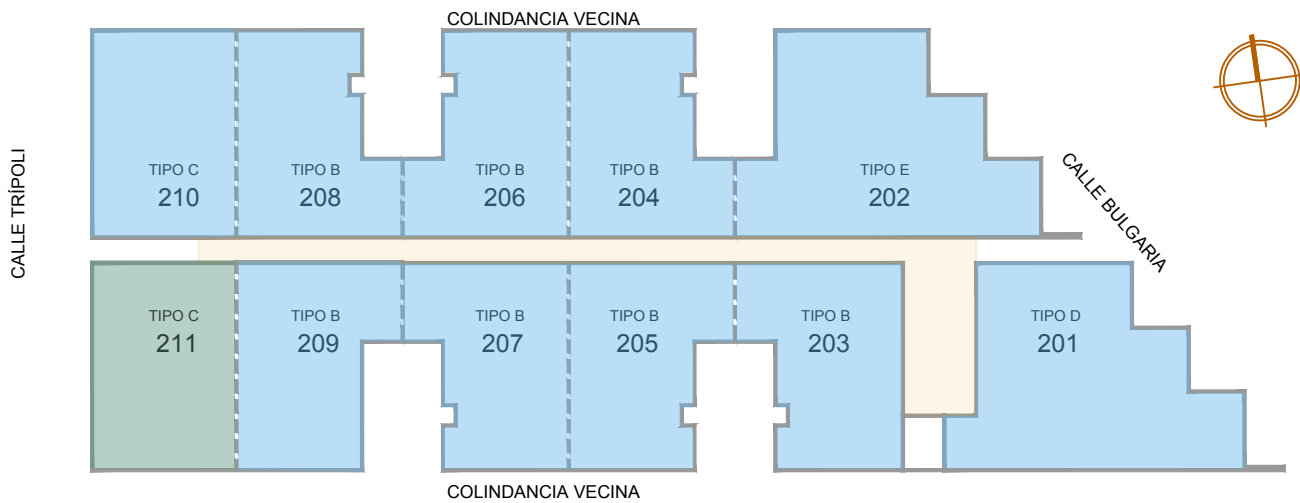 COLINDANCIA VECINA
CALLE TRÍPOLI
TIPO C
210
TIPO B
208
TIPO B
206
TIPO B
204
TIPO E
202
CALLE BULGARIA
TIPO C
211
TIPO B
209
TIPO B
207
TIPO B
205
TIPO B
203
TIPO D
201
COLINDANCIA VECINA